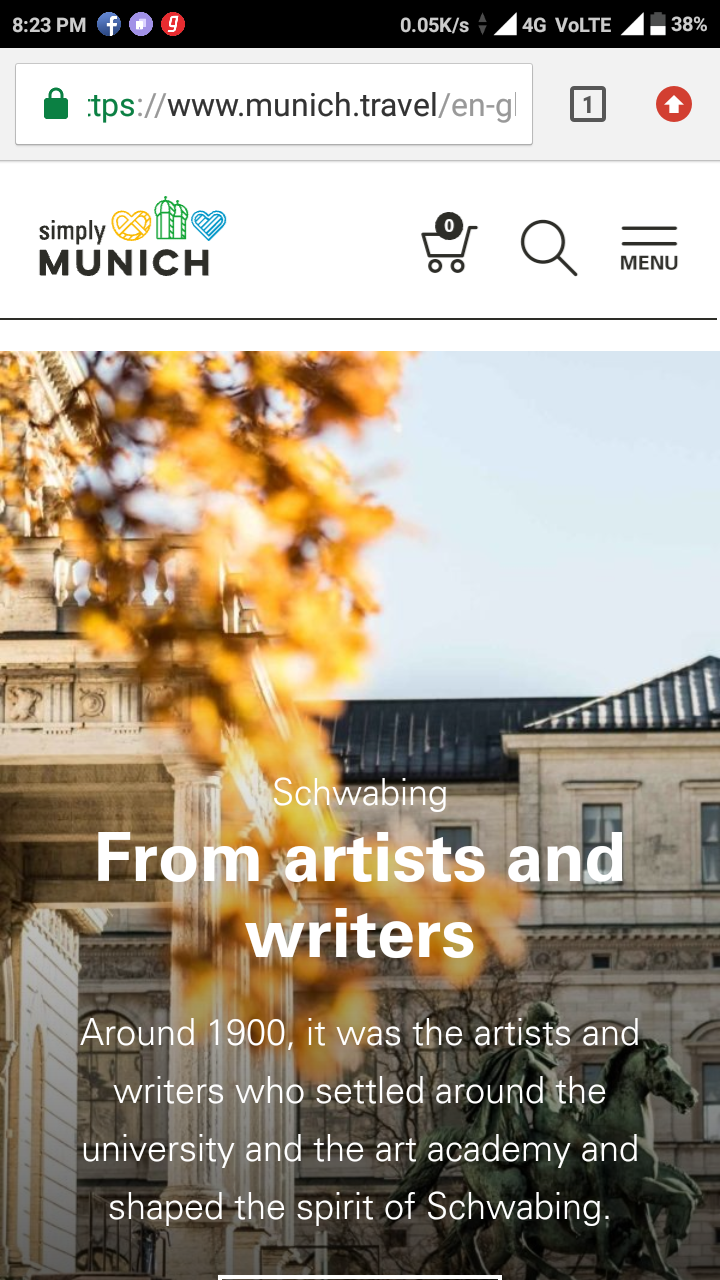 8:23 PM 0.05K/s 4G VoLTE 38%
tps://www.munich.travel/en-g
1
simply
MUNICH
0
MENU
Schwabing
From artists and
writers
Around 1900, it was the artists and
writers who settled around the
university and the art academy and
shaped the spirit of Schwabing.